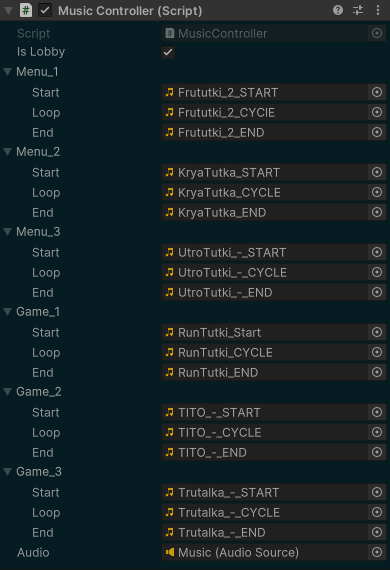 Music Controller (Script)
Script MusicController
Is Lobby
Menu_1
Start Frututki_2_START
Loop Frututki_2_CYClE
End Frututki_2_END
Menu_2
Start KryaTutka_START
Loop KryaTutka_CYCLE
End KryaTutka_END
Menu_3
Start UtroTutki_-_START
Loop UtroTutki_-_CYCLE
End UtroTutki_-_END
Game_1
Start RunTutki_Start
Loop RunTutki_CYCLE
End RunTutki_END
Game_2
Start TITO_-_START
Loop TITO_-_CYCLE
End TITO_-_END
Game_3
Start Trutalka_-_START
Loop Trutalka_-_CYCLE
End Trutalka_-_END
Audio Music (Audio Source)